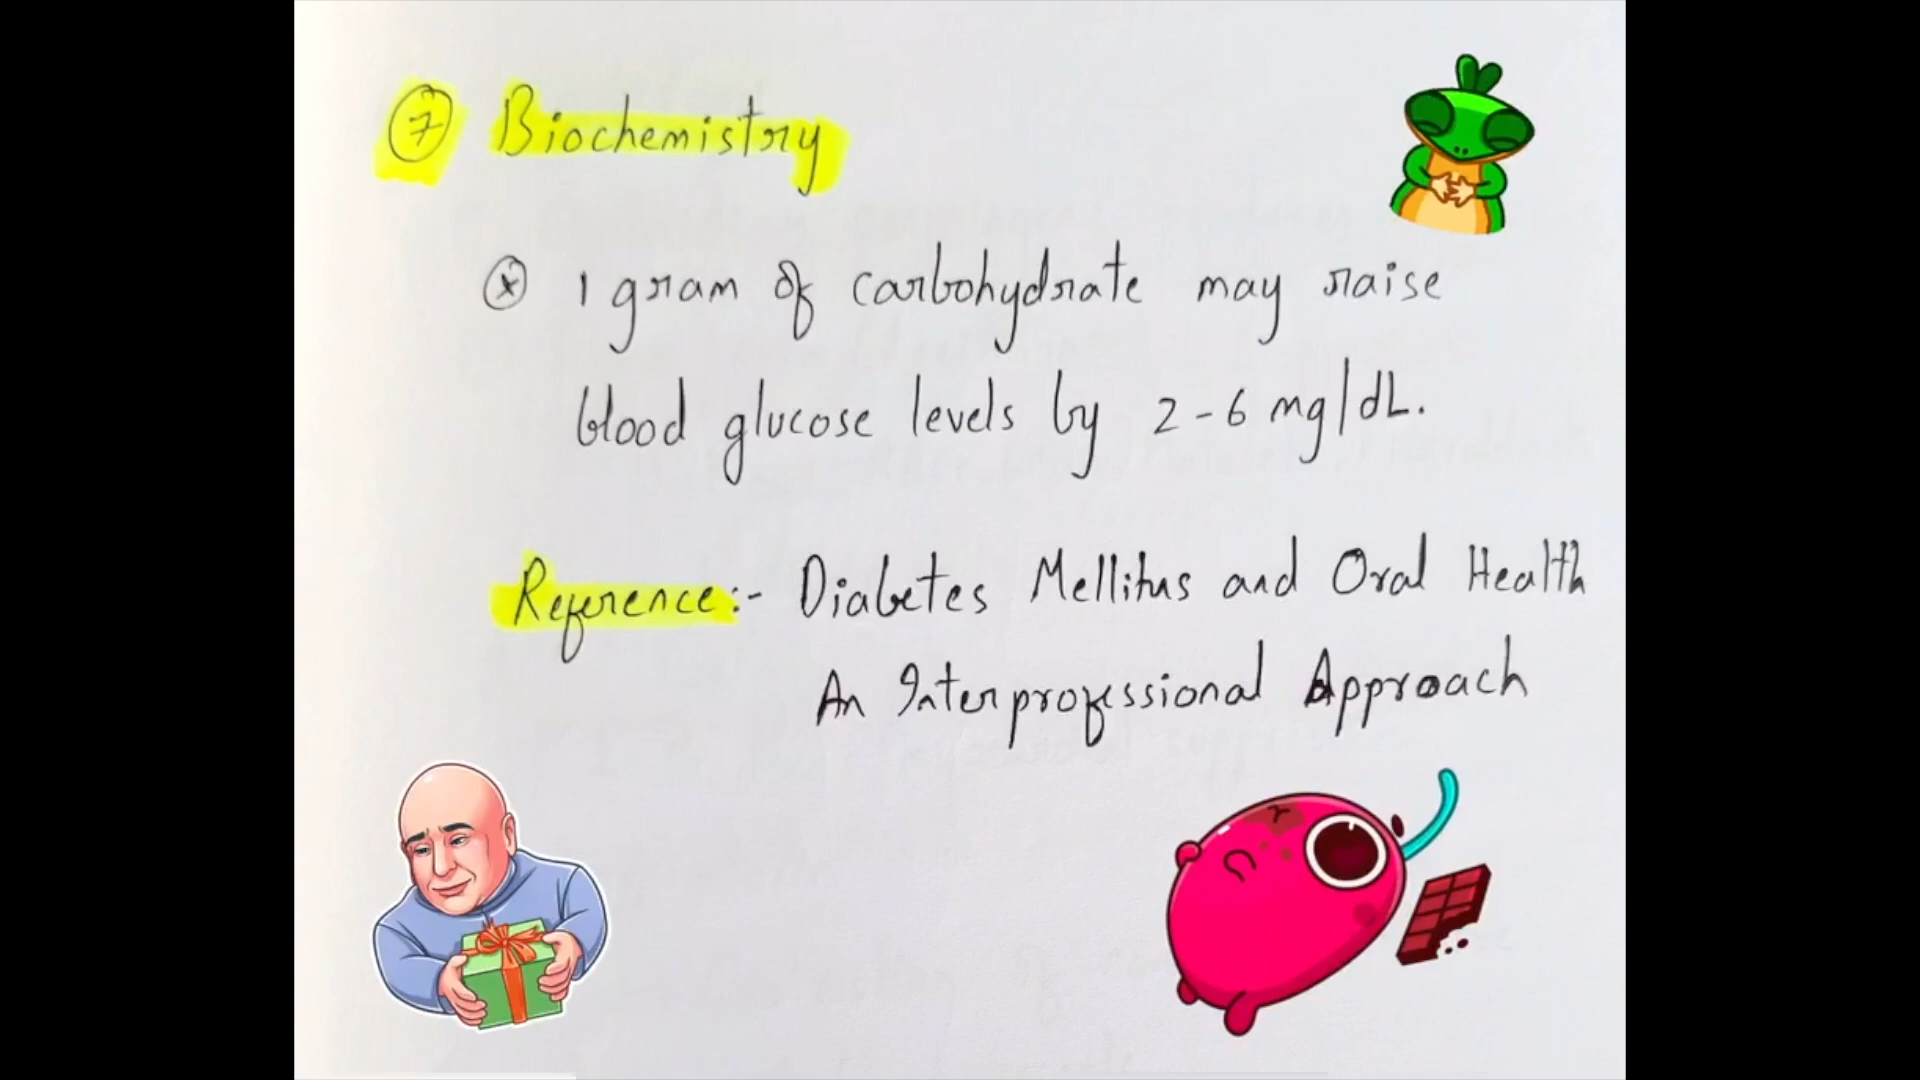 7 Biochemistry
1 gram of carbohydrate may raise
blood glucose levels by 2-6 mg/dL.
Reference:- Diabetes Mellitus and Oral Health
An Interprofessional Approach